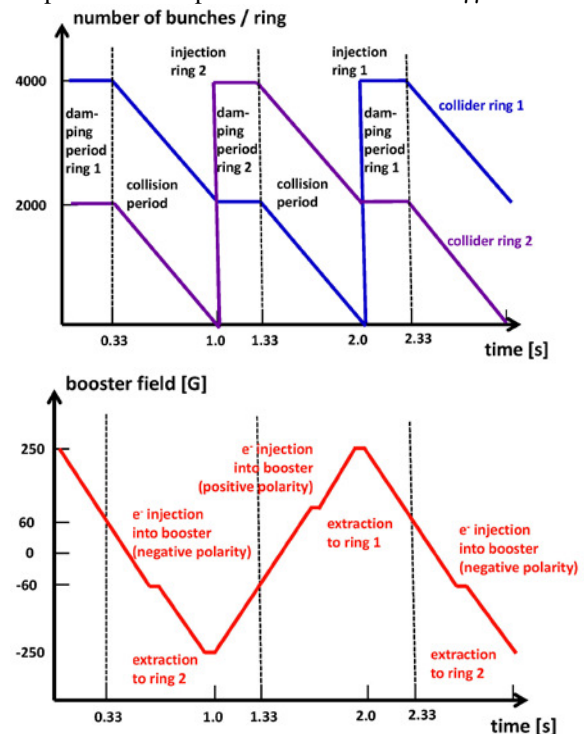 number of bunches / ring
injection
ring 2
injection
ring 1
4000
collider ring 1
dam-
ping
period
ring 1
dam-
ping
period
ring 2
dam-
ping
period
ring 1
collision
period
collision
period
2000
collider ring 2
0.33
1.0
1.33
2.0
2.33
time [s]
booster field [G]
250
e- injection
into booster
(positive polarity)
e- injection
into booster
(negative polarity)
extraction
to ring 1
e- injection
into booster
(negative polarity)
60
0
-60
-250
extraction
to ring 2
extraction
to ring 2
0.33
1.0
1.33
2.0
2.33
time [s]